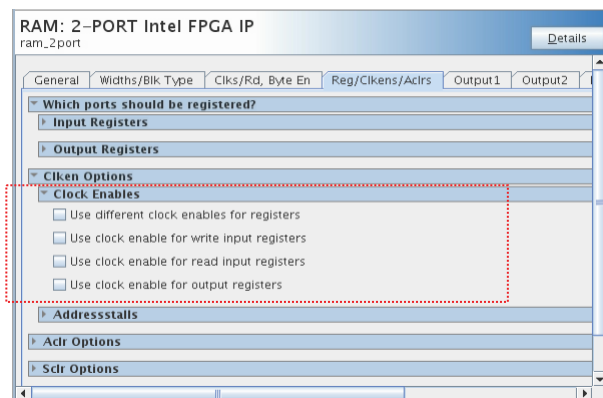 RAM: 2-PORT Intel FPGA IP
ram_2port
Details
General Widths/Blk Type Clks/Rd, Byte En Reg/Clkens/Aclrs Output1 Output2
Which ports should be registered?
Input Registers
Output Registers
Clken Options
Clock Enables
Use different clock enables for registers
Use clock enable for write input registers
Use clock enable for read input registers
Use clock enable for output registers
Addressstalls
Aclr Options
Sclr Options